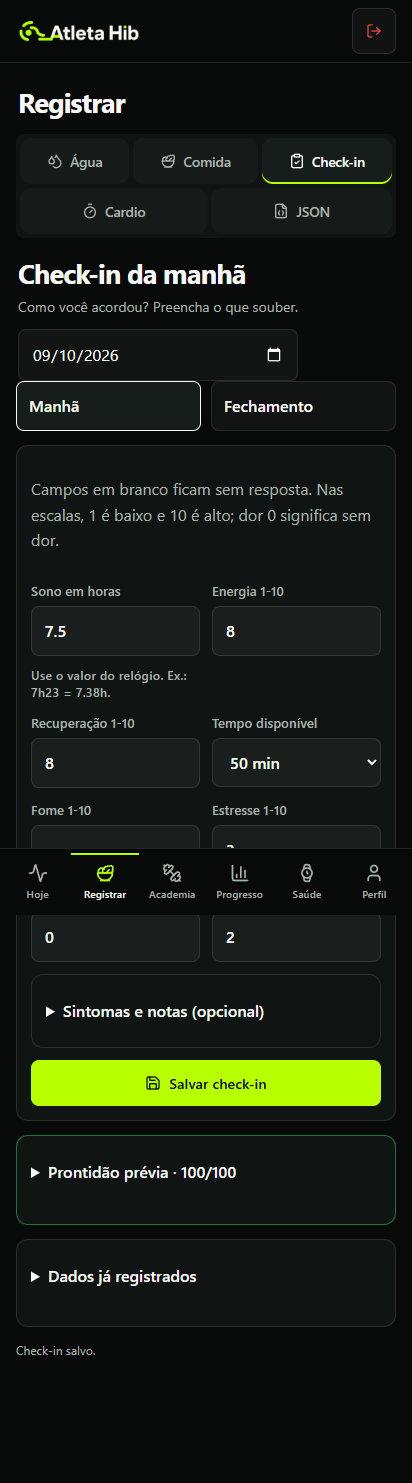 Atleta Hib
Registrar
Água
Comida
Check-in
Cardio
JSON
Check-in da manhã
Como você acordou? Preencha o que souber.
09/10/2026
Manhã
Fechamento
Campos em branco ficam sem resposta. Nas
escalas, 1 é baixo e 10 é alto; dor 0 significa sem
dor.
Sono em horas
Energia 1-10
7.5
8
Use o valor do relógio. Ex.:
7h23 = 7.38h.
Recuperação 1-10
Tempo disponível
8
50 min
Fome 1-10
Estresse 1-10
Hoje
Registrar
Academia
Progresso
Saúde
Perfil
0
2
Sintomas e notas (opcional)
Salvar check-in
Prontidão prévia · 100/100
Dados já registrados
Check-in salvo.